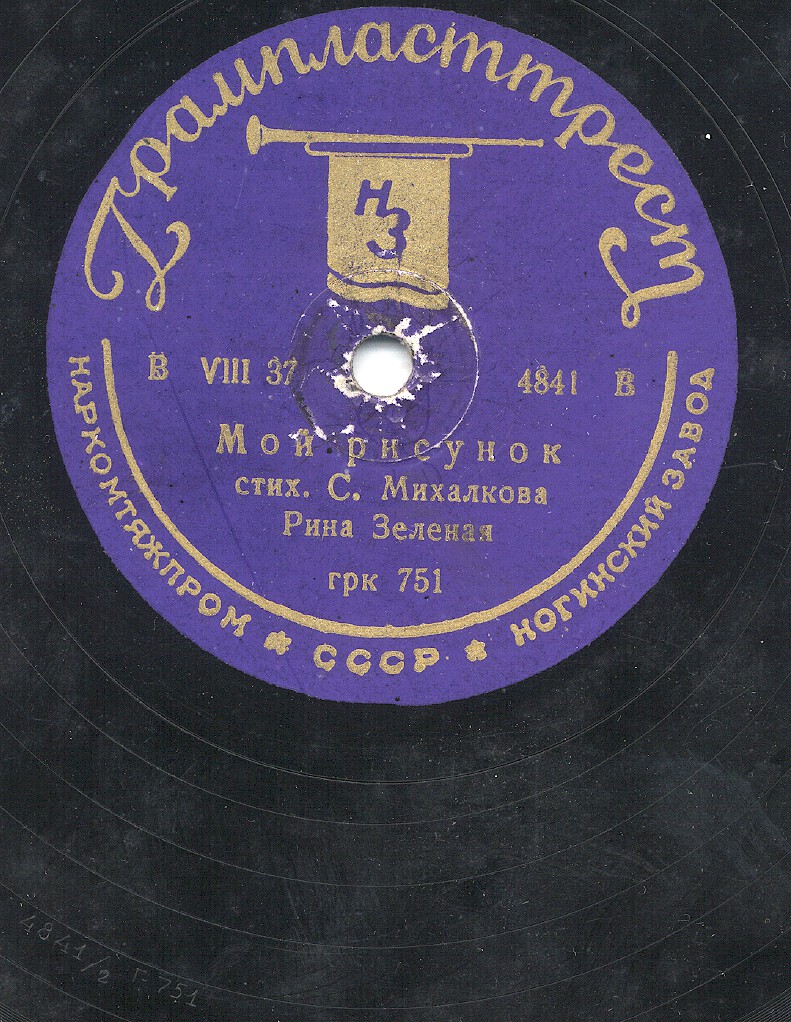 Грампласттрест
НЗ
В VIII 37 4841 В
Мой рисунок
стих. С. Михалкова
Рина Зеленая
грк 751
НАРКОМТЯЖПРОМ * СССР * НОГИНСКИЙ ЗАВОД
4841/2 Г.751